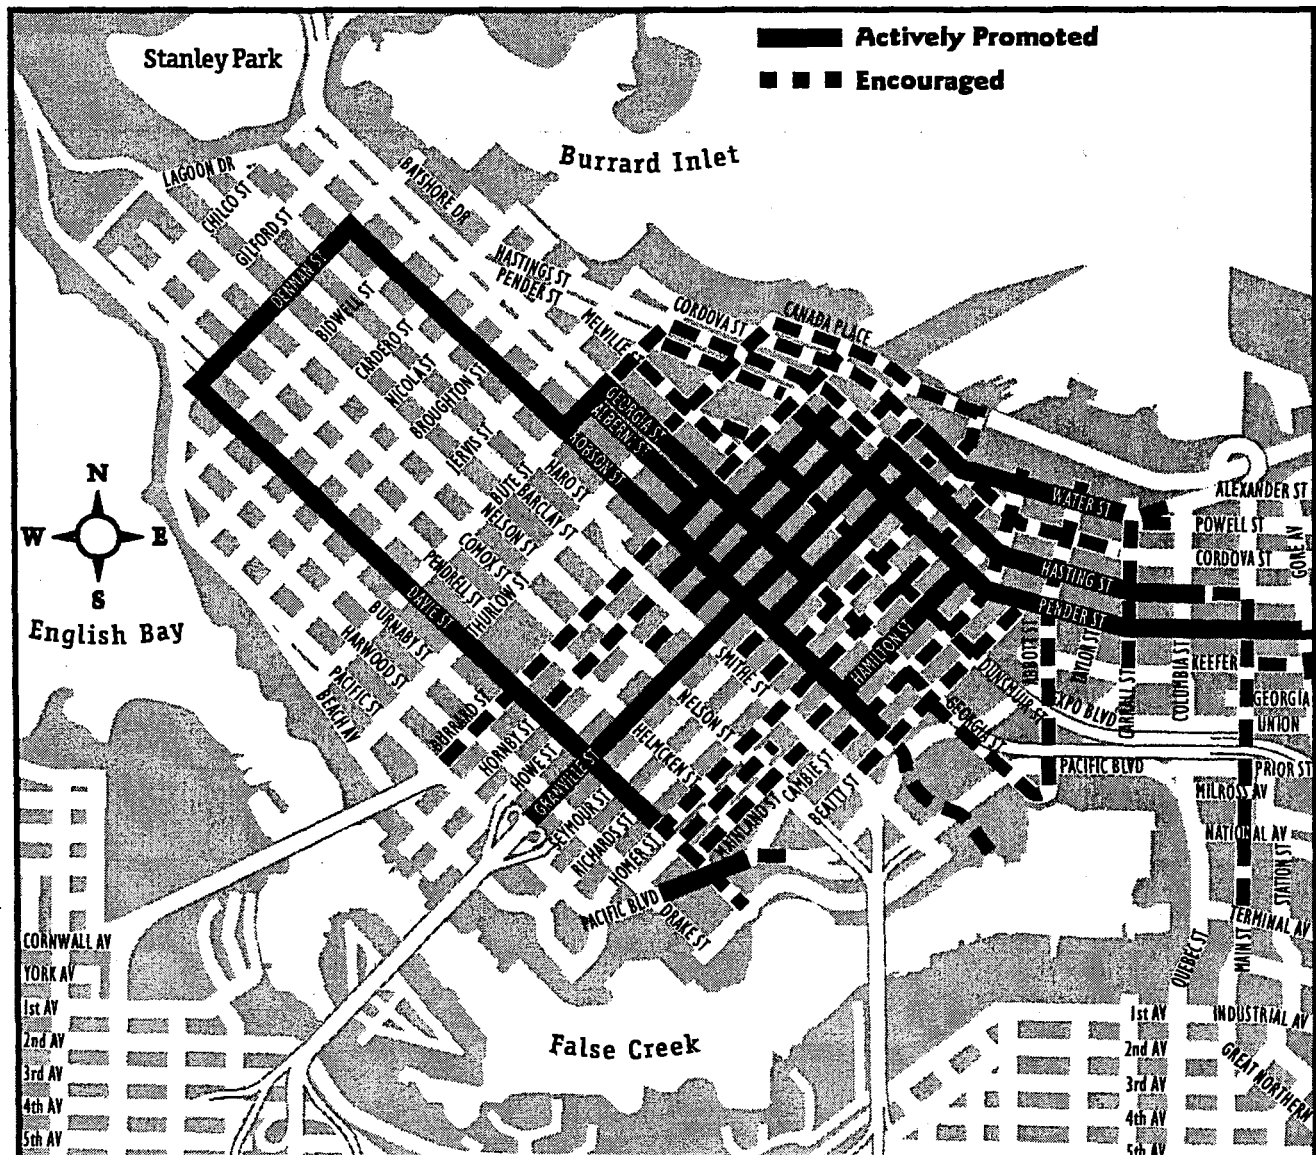 Stanley Park
Actively Promoted
Encouraged
Burrard Inlet
LAGOON DR
CHILCO ST
GILFORD ST
BAYSHORE DR
HASTINGS ST
PENDER ST
DENMAN ST
BIDWELL ST
CARDERO ST
NICOLA ST
BROUGHTON ST
JERVIS ST
MELVILLE ST
CORDOVA ST
CANADA PLACE
GEORGIA ST
ALBERNI ST
ROBSON ST
HARO ST
BUTE
BARCLAY ST
NELSON ST
COMOX ST
PENDRELL ST
THURLOW ST
DAVIE ST
BURNABY ST
HARWOOD ST
PACIFIC ST
BEACH AV
N
W
E
S
English Bay
WATER ST
ALEXANDER ST
POWELL ST
CORDOVA ST
GORE AV
HASTING ST
PENDER ST
ABBOTT ST
TAYLOR ST
CARRALL ST
COLUMBIA ST
KEEFER
GEORGIA
UNION
HAMILTON ST
DUNSMUIR ST
EXPO BLVD
GEORGIA ST
SMITHE ST
NELSON ST
HELMCKEN ST
HORNBY ST
HOWE ST
GRANVILLE ST
SEYMOUR ST
RICHARDS ST
HOMER ST
MAINLAND ST
CAMBIE ST
BEATTY ST
PACIFIC BLVD
PRIOR ST
MILROSS AV
NATIONAL AV
STATION ST
TERMINAL AV
MAIN ST
QUEBEC ST
PACIFIC BLVD
DRAKE ST
False Creek
CORNWALL AV
YORK AV
1st AV
2nd AV
3rd AV
4th AV
5th AV
1st AV
2nd AV
3rd AV
4th AV
5th AV
INDUSTRIAL AV
GREAT NORTHERN